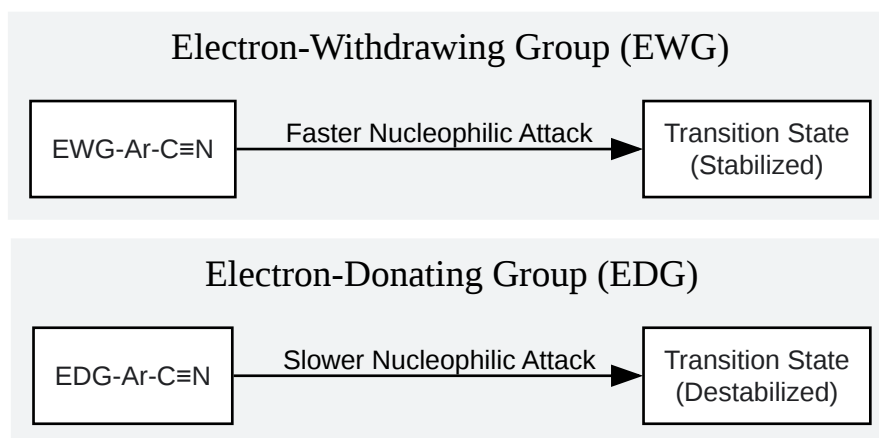 Electron-Withdrawing Group (EWG)
EWG-Ar-C≡N
Faster Nucleophilic Attack
Transition State
(Stabilized)
Electron-Donating Group (EDG)
EDG-Ar-C≡N
Slower Nucleophilic Attack
Transition State
(Destabilized)